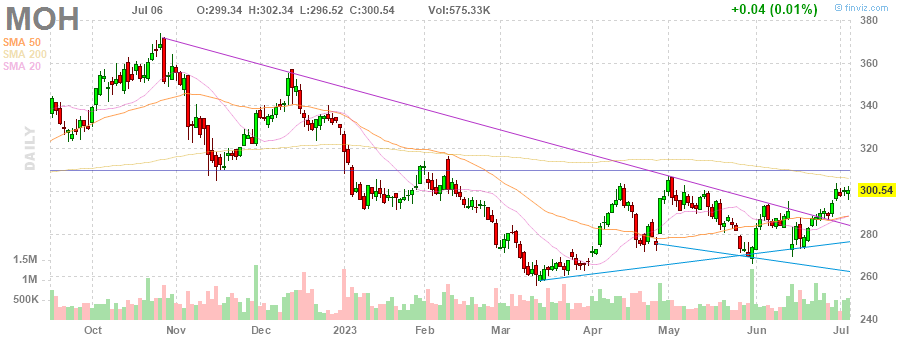 MOH Jul 06 O:299.34 H:302.34 L:296.52 C:300.54 Vol:575.33K +0.04 (0.01%) @ finviz.com
SMA 50
SMA 200
SMA 20
DAILY
380
360
340
320
300.54
280
260
240
1.5M
1M
500K
Oct Nov Dec 2023 Feb Mar Apr May Jun Jul